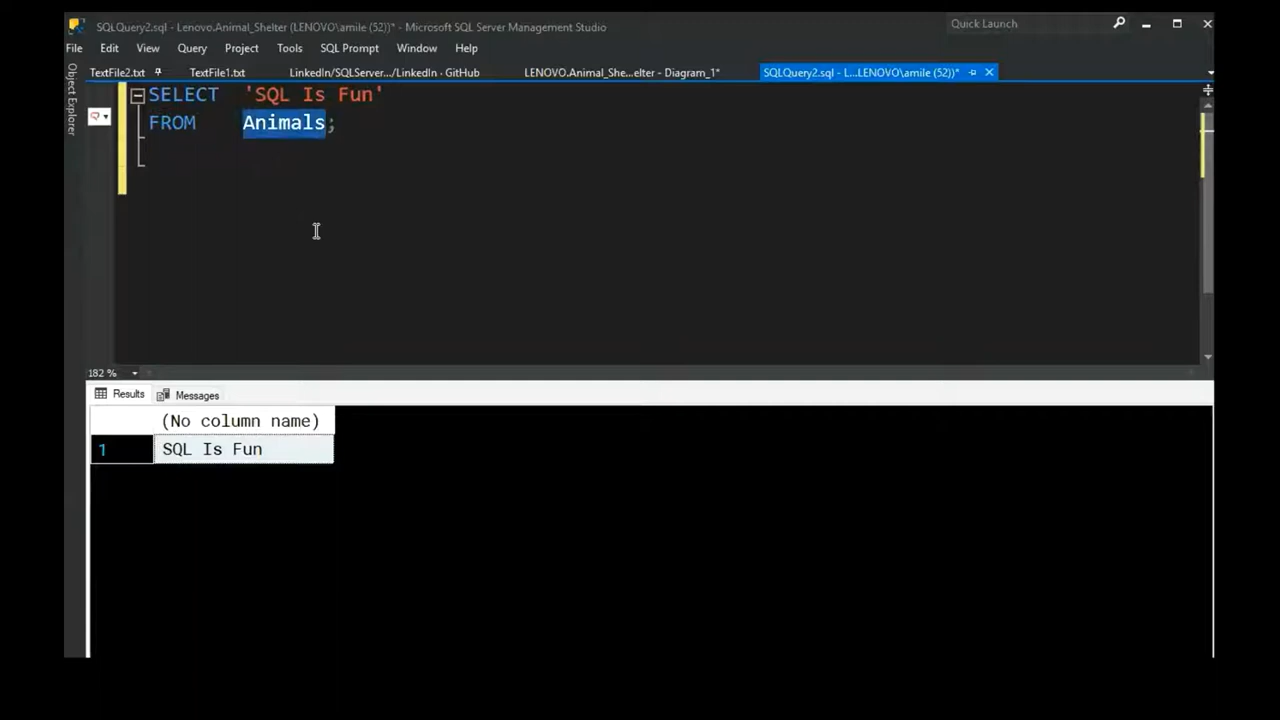 SQLQuery2.sql - Lenovo.Animal_Shelter (LENOVO\amile (52))* - Microsoft SQL Server Management Studio
Quick Launch
File Edit View Query Project Tools SQL Prompt Window Help
TextFile2.txt TextFile1.txt LinkedIn/SQLServer.../LinkedIn · GitHub LENOVO.Animal_She...elter - Diagram_1* SQLQuery2.sql - L...LENOVO\amile (52))*
Object Explorer
SELECT 'SQL Is Fun'
FROM Animals;
182 %
Results Messages
(No column name)
1 SQL Is Fun